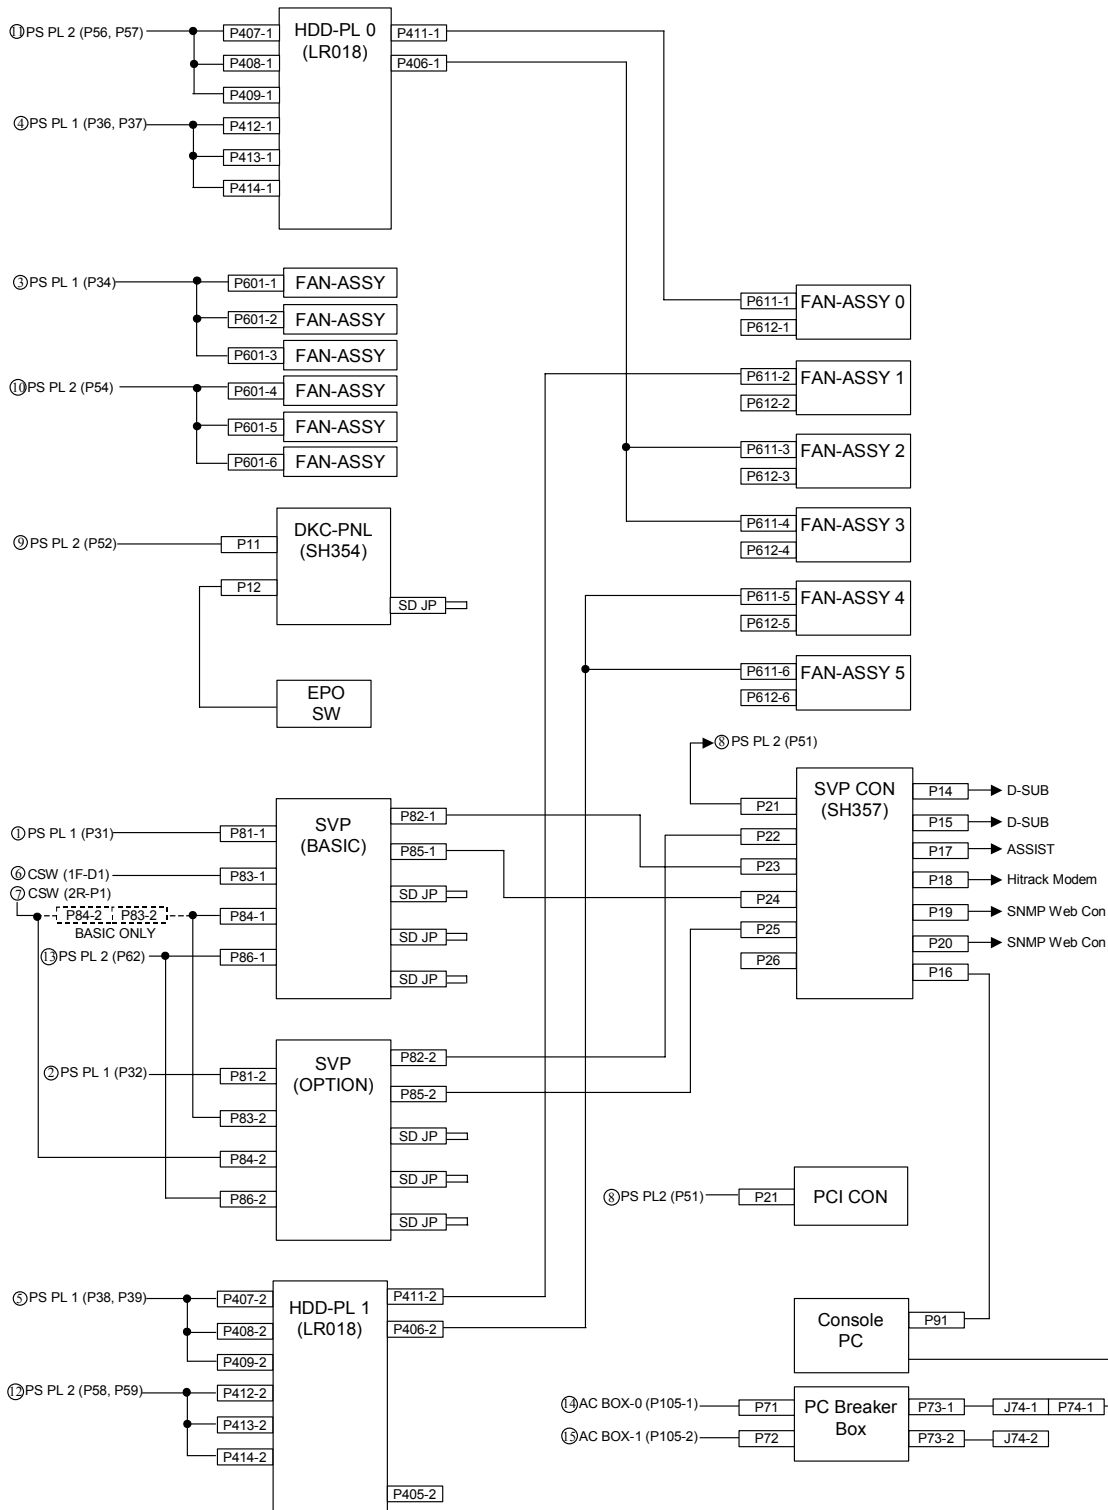 ⑪PS PL 2 (P56, P57)
P407-1
P408-1
P409-1
④PS PL 1 (P36, P37)
P412-1
P413-1
P414-1
HDD-PL 0
(LR018)
P411-1
P406-1
③PS PL 1 (P34)
P601-1 FAN-ASSY
P601-2 FAN-ASSY
P601-3 FAN-ASSY
⑩PS PL 2 (P54)
P601-4 FAN-ASSY
P601-5 FAN-ASSY
P601-6 FAN-ASSY
P611-1 FAN-ASSY 0
P612-1
P611-2 FAN-ASSY 1
P612-2
P611-3 FAN-ASSY 2
P612-3
P611-4 FAN-ASSY 3
P612-4
P611-5 FAN-ASSY 4
P612-5
P611-6 FAN-ASSY 5
P612-6
⑨PS PL 2 (P52)
P11
P12
DKC-PNL
(SH354)
SD JP
EPO
SW
⑧PS PL 2 (P51)
P21
P22
P23
P24
P25
P26
SVP CON
(SH357)
P14 D-SUB
P15 D-SUB
P17 ASSIST
P18 Hitrack Modem
P19 SNMP Web Con
P20 SNMP Web Con
P16
①PS PL 1 (P31)
P81-1
⑥CSW (1F-D1)
P83-1
⑦CSW (2R-P1)
P84-2 P83-2
BASIC ONLY
P84-1
⑬PS PL 2 (P62)
P86-1
SVP
(BASIC)
P82-1
P85-1
SD JP
SD JP
SD JP
②PS PL 1 (P32)
P81-2
P83-2
P84-2
P86-2
SVP
(OPTION)
P82-2
P85-2
SD JP
SD JP
SD JP
⑧PS PL2 (P51)
P21
PCI CON
⑤PS PL 1 (P38, P39)
P407-2
P408-2
P409-2
⑫PS PL 2 (P58, P59)
P412-2
P413-2
P414-2
HDD-PL 1
(LR018)
P411-2
P406-2
P405-2
Console
PC
P91
⑭AC BOX-0 (P105-1)
P71
⑮AC BOX-1 (P105-2)
P72
PC Breaker
Box
P73-1 J74-1 P74-1
P73-2 J74-2